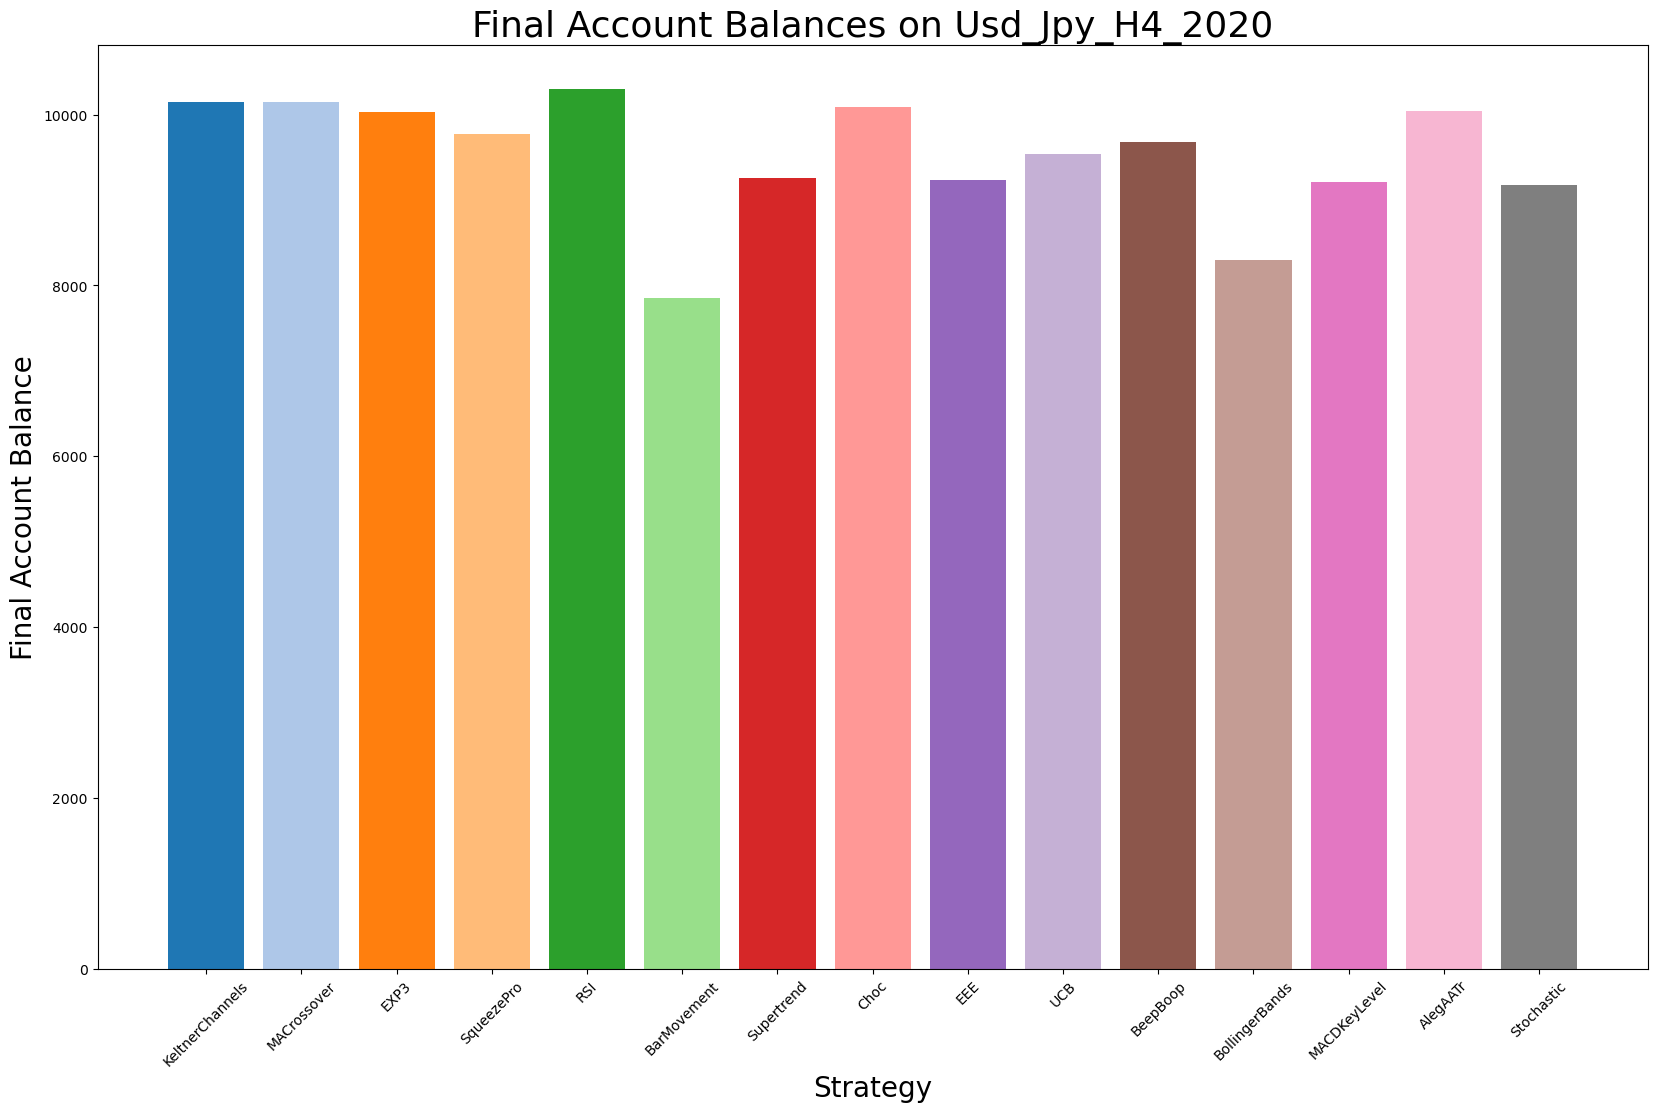 Final Account Balances on Usd_Jpy_H4_2020
Final Account Balance
10000
8000
6000
4000
2000
0
KeltnerChannels
MACrossover
EXP3
SqueezePro
RSI
BarMovement
Supertrend
Choc
EEE
UCB
BeepBoop
BollingerBands
MACDKeyLevel
AlegAATr
Stochastic
Strategy